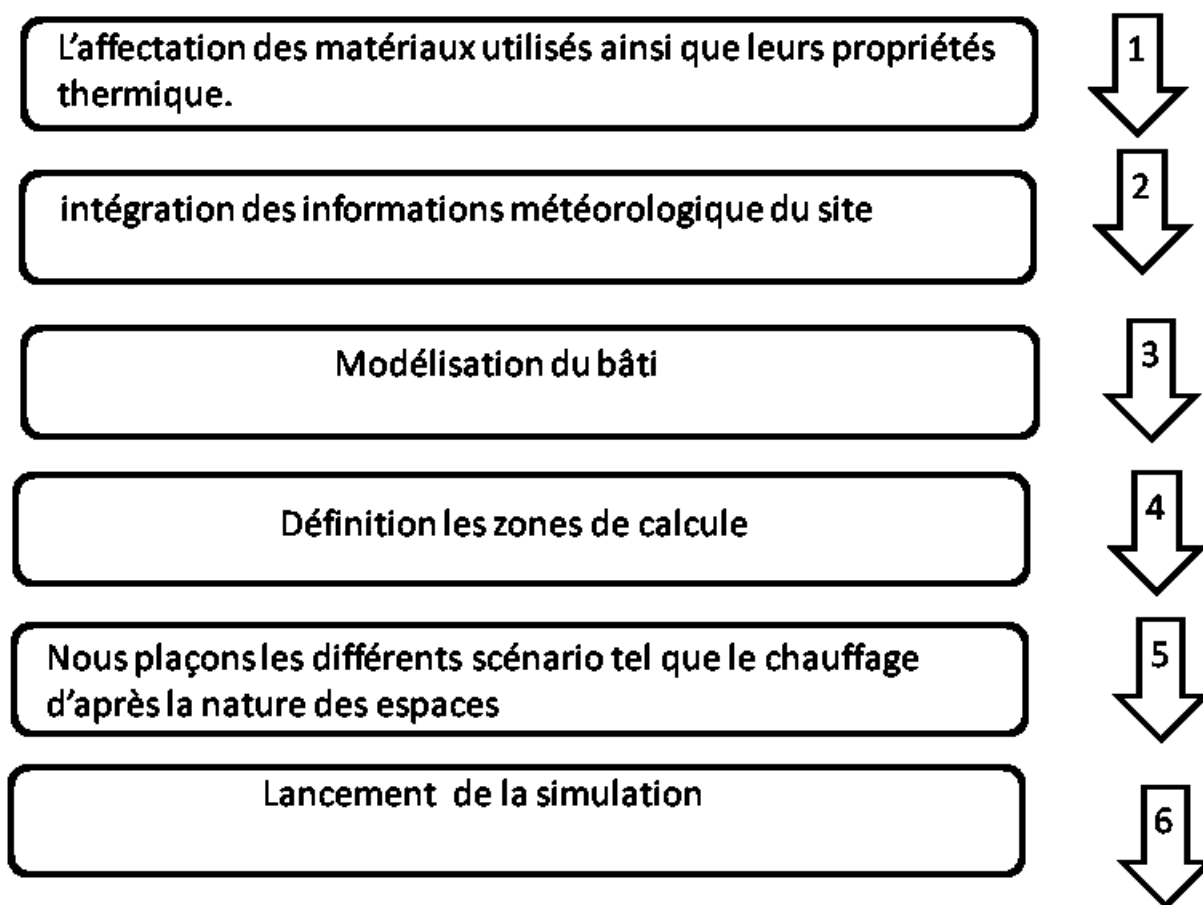 L'affectation des matériaux utilisés ainsi que leurs propriétés
thermique.
1
intégration des informations météorologique du site
2
Modélisation du bâti
3
Définition les zones de calcule
4
Nous plaçons les différents scénario tel que le chauffage
d'après la nature des espaces
5
Lancement de la simulation
6